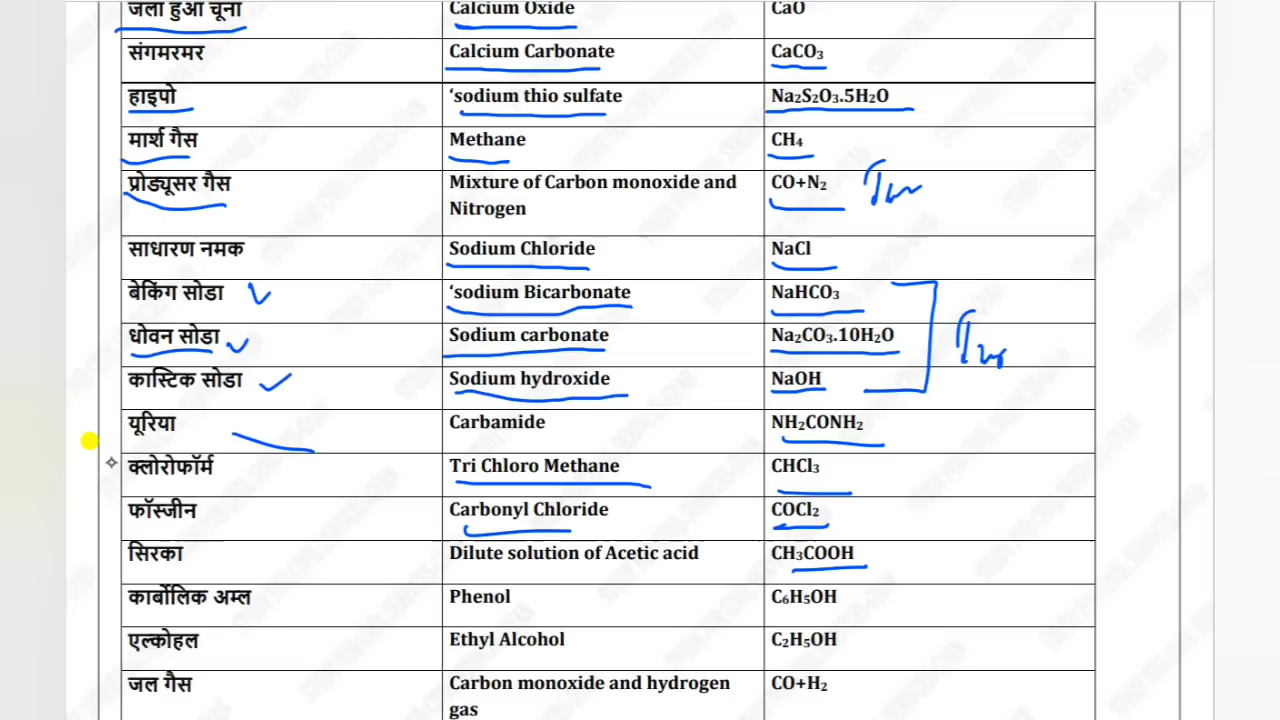 जला हुआ चूना Calcium Oxide CaO
संगमरमर Calcium Carbonate CaCO₃
हाइपो ‘sodium thio sulfate Na₂S₂O₃.5H₂O
मार्श गैस Methane CH₄
प्रोड्यूसर गैस Mixture of Carbon monoxide and CO+N₂
Nitrogen
साधारण नमक Sodium Chloride NaCl
बेकिंग सोडा ‘sodium Bicarbonate NaHCO₃
धोवन सोडा Sodium carbonate Na₂CO₃.10H₂O
कास्टिक सोडा Sodium hydroxide NaOH
यूरिया Carbamide NH₂CONH₂
क्लोरोफॉर्म Tri Chloro Methane CHCl₃
फॉस्जीन Carbonyl Chloride COCl₂
सिरका Dilute solution of Acetic acid CH₃COOH
कार्बोलिक अम्ल Phenol C₆H₅OH
एल्कोहल Ethyl Alcohol C₂H₅OH
जल गैस Carbon monoxide and hydrogen CO+H₂
gas